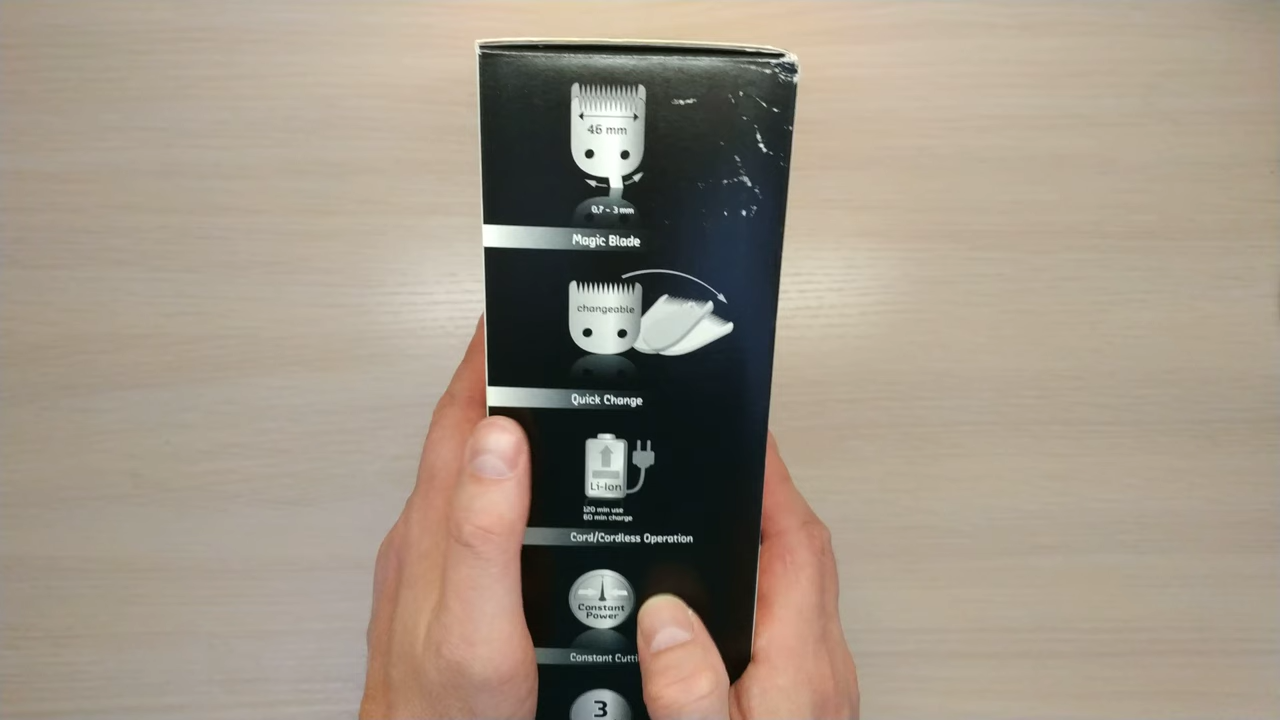 46 mm
0,7 - 3 mm
Magic Blade
changeable
Quick Change
Li-Ion
120 min use
60 min charge
Cord/Cordless Operation
Constant
Power
Constant
3